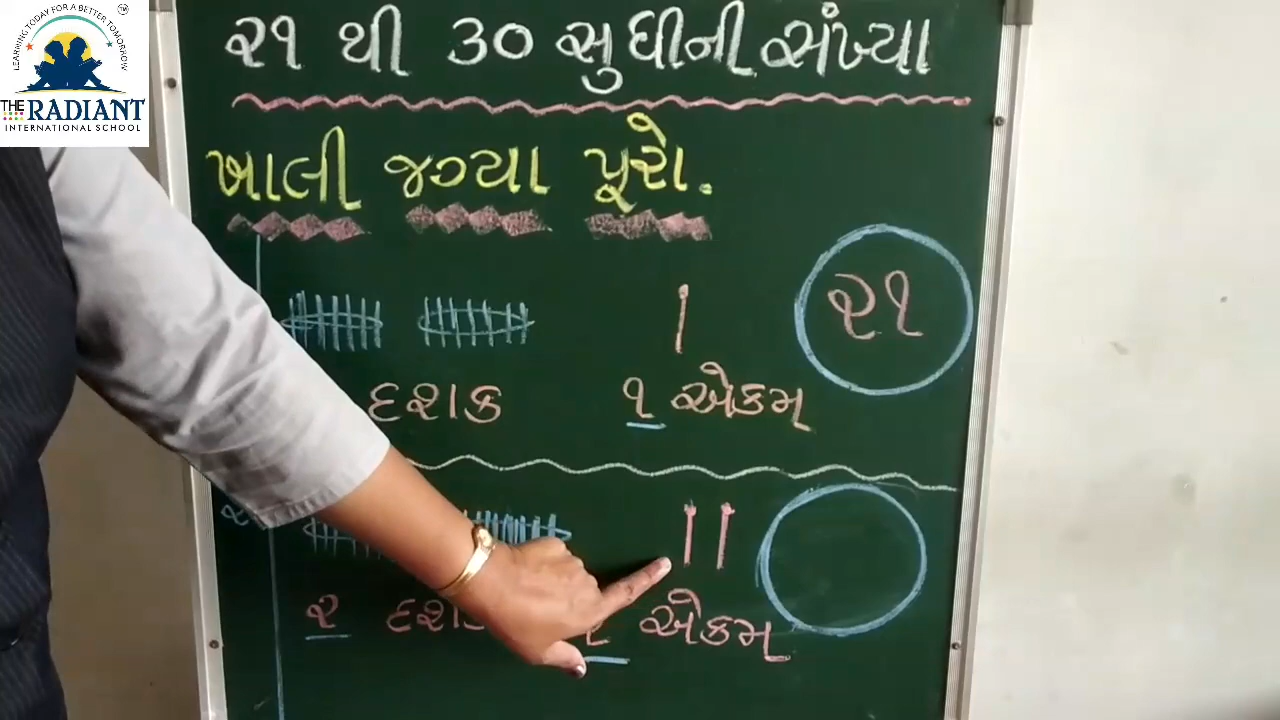 LEARNING TODAY FOR A BETTER TOMORROW
THE RADIANT
INTERNATIONAL SCHOOL
૨૧ થી ૩૦ સુધીની સંખ્યા
ખાલી જગ્યા પૂરો.
૨૧
દશક ૧ એકમ
૨ દશક ૨ એકમ